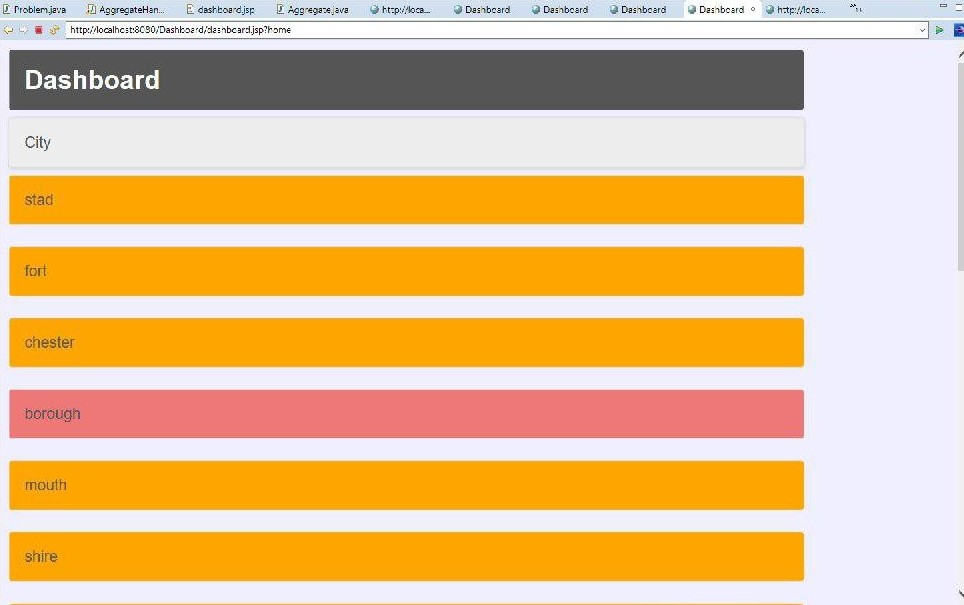 Problem.java AggregateHan... dashboard.jsp Aggregate.java http://loca... Dashboard Dashboard Dashboard Dashboard http://loca...
http://localhost:8080/Dashboard/dashboard.jsp?home
Dashboard
City
stad
fort
chester
borough
mouth
shire